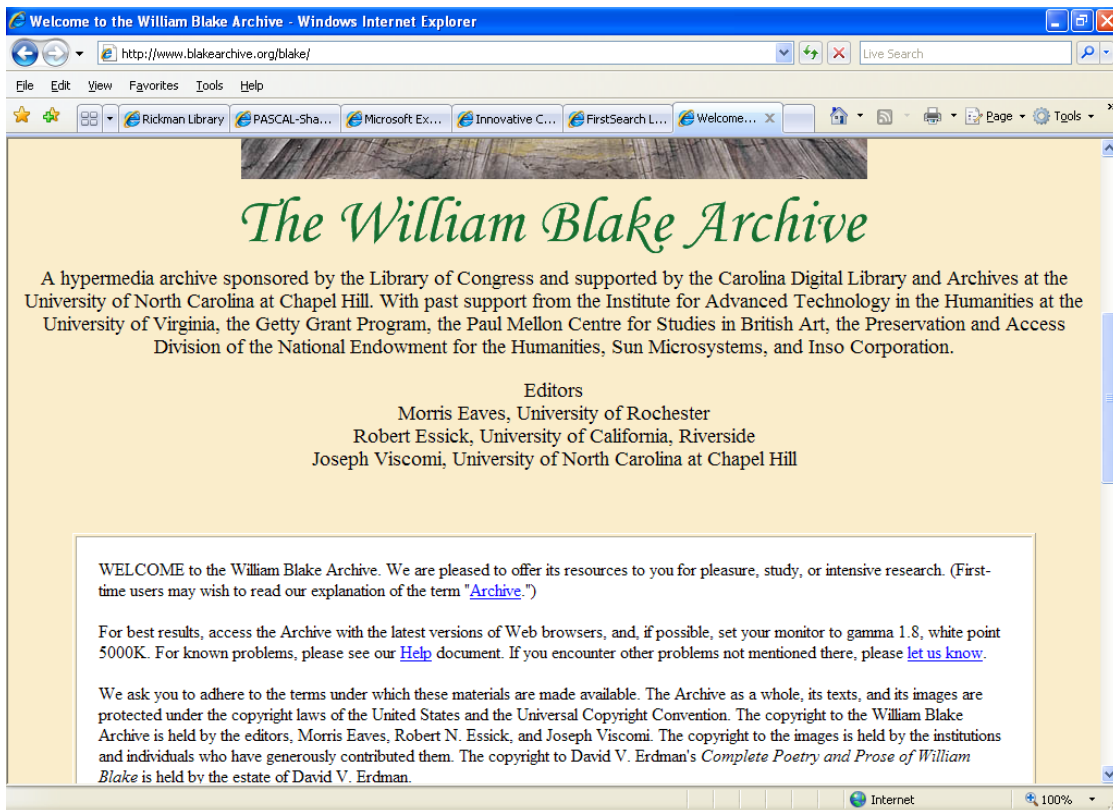 Welcome to the William Blake Archive - Windows Internet Explorer
http://www.blakearchive.org/blake/
Live Search
File Edit View Favorites Tools Help
Rickman Library PASCAL-Sha... Microsoft Ex... Innovative C... FirstSearch L... Welcome... Page Tools
The William Blake Archive
A hypermedia archive sponsored by the Library of Congress and supported by the Carolina Digital Library and Archives at the
University of North Carolina at Chapel Hill. With past support from the Institute for Advanced Technology in the Humanities at the
University of Virginia, the Getty Grant Program, the Paul Mellon Centre for Studies in British Art, the Preservation and Access
Division of the National Endowment for the Humanities, Sun Microsystems, and Inso Corporation.
Editors
Morris Eaves, University of Rochester
Robert Essick, University of California, Riverside
Joseph Viscomi, University of North Carolina at Chapel Hill
WELCOME to the William Blake Archive. We are pleased to offer its resources to you for pleasure, study, or intensive research. (First-
time users may wish to read our explanation of the term "Archive.")
For best results, access the Archive with the latest versions of Web browsers, and, if possible, set your monitor to gamma 1.8, white point
5000K. For known problems, please see our Help document. If you encounter other problems not mentioned there, please let us know.
We ask you to adhere to the terms under which these materials are made available. The Archive as a whole, its texts, and its images are
protected under the copyright laws of the United States and the Universal Copyright Convention. The copyright to the William Blake
Archive is held by the editors, Morris Eaves, Robert N. Essick, and Joseph Viscomi. The copyright to the images is held by the institutions
and individuals who have generously contributed them. The copyright to David V. Erdman's Complete Poetry and Prose of William
Blake is held by the estate of David V. Erdman.
Internet 100%